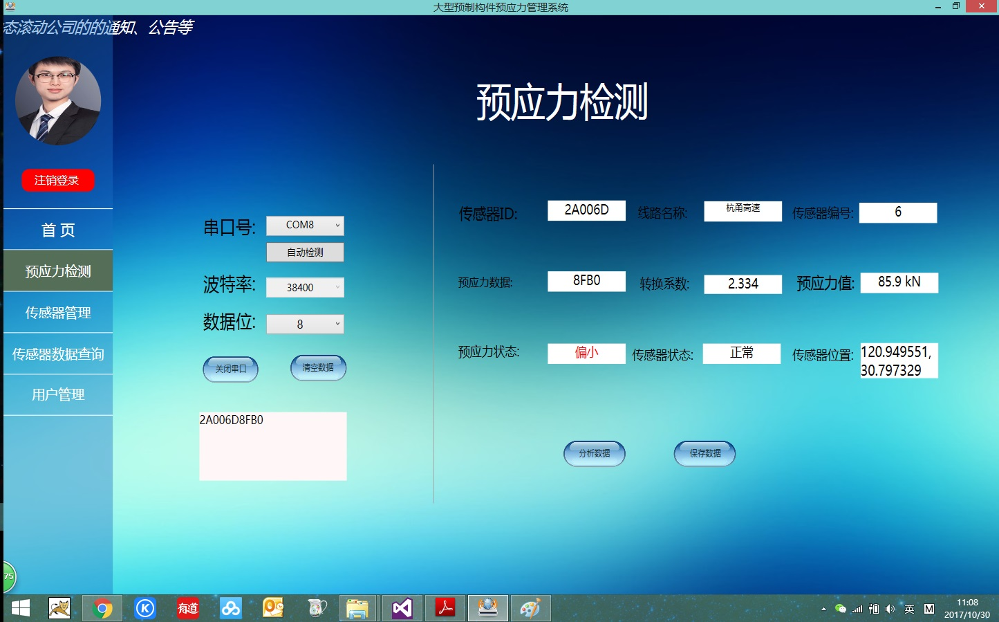 大型预制构件预应力管理系统
态滚动公司的的通知、公告等
注销登录
首 页
预应力检测
传感器管理
传感器数据查询
用户管理
预应力检测
串口号: COM8
自动检测
波特率: 38400
数据位: 8
关闭串口 清空数据
2A006D8FB0
传感器ID: 2A006D 线路名称: 杭甬高速 传感器编号: 6
预应力数据: 8FB0 转换系数: 2.334 预应力值: 85.9 kN
预应力状态: 偏小 传感器状态: 正常 传感器位置: 120.949551,
30.797329
分析数据 保存数据
75
有道
英 M
11:08
2017/10/30